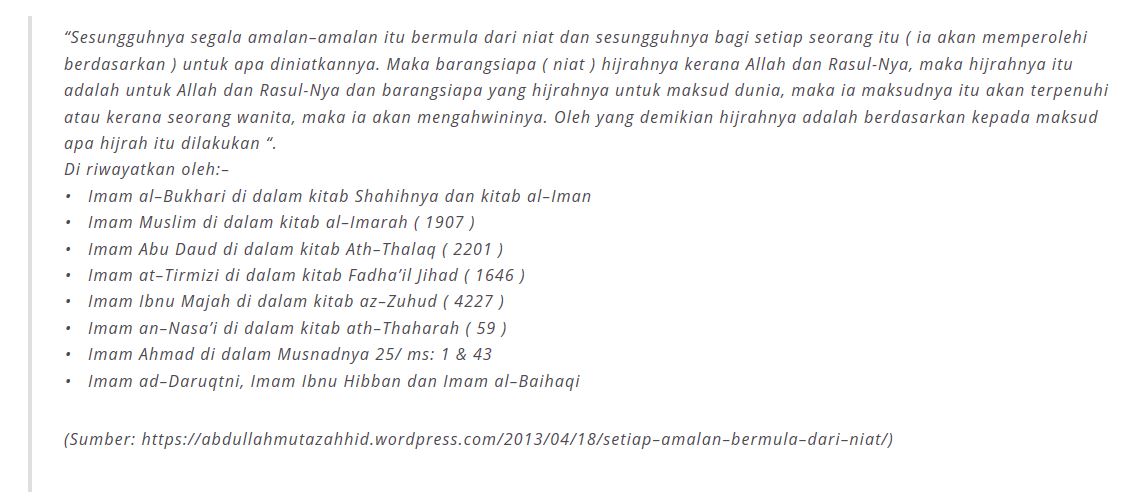 “Sesungguhnya segala amalan–amalan itu bermula dari niat dan sesungguhnya bagi setiap seorang itu ( ia akan memperolehi
berdasarkan ) untuk apa diniatkannya. Maka barangsiapa ( niat ) hijrahnya kerana Allah dan Rasul-Nya, maka hijrahnya itu
adalah untuk Allah dan Rasul-Nya dan barangsiapa yang hijrahnya untuk maksud dunia, maka ia maksudnya itu akan terpenuhi
atau kerana seorang wanita, maka ia akan mengahwininya. Oleh yang demikian hijrahnya adalah berdasarkan kepada maksud
apa hijrah itu dilakukan “.
Di riwayatkan oleh:–
• Imam al–Bukhari di dalam kitab Shahihnya dan kitab al–Iman
• Imam Muslim di dalam kitab al–Imarah ( 1907 )
• Imam Abu Daud di dalam kitab Ath–Thalaq ( 2201 )
• Imam at–Tirmizi di dalam kitab Fadha’il Jihad ( 1646 )
• Imam Ibnu Majah di dalam kitab az–Zuhud ( 4227 )
• Imam an–Nasa’i di dalam kitab ath–Thaharah ( 59 )
• Imam Ahmad di dalam Musnadnya 25/ ms: 1 & 43
• Imam ad–Daruqtni, Imam Ibnu Hibban dan Imam al–Baihaqi
(Sumber: https://abdullahmutazahhid.wordpress.com/2013/04/18/setiap–amalan–bermula–dari–niat/)